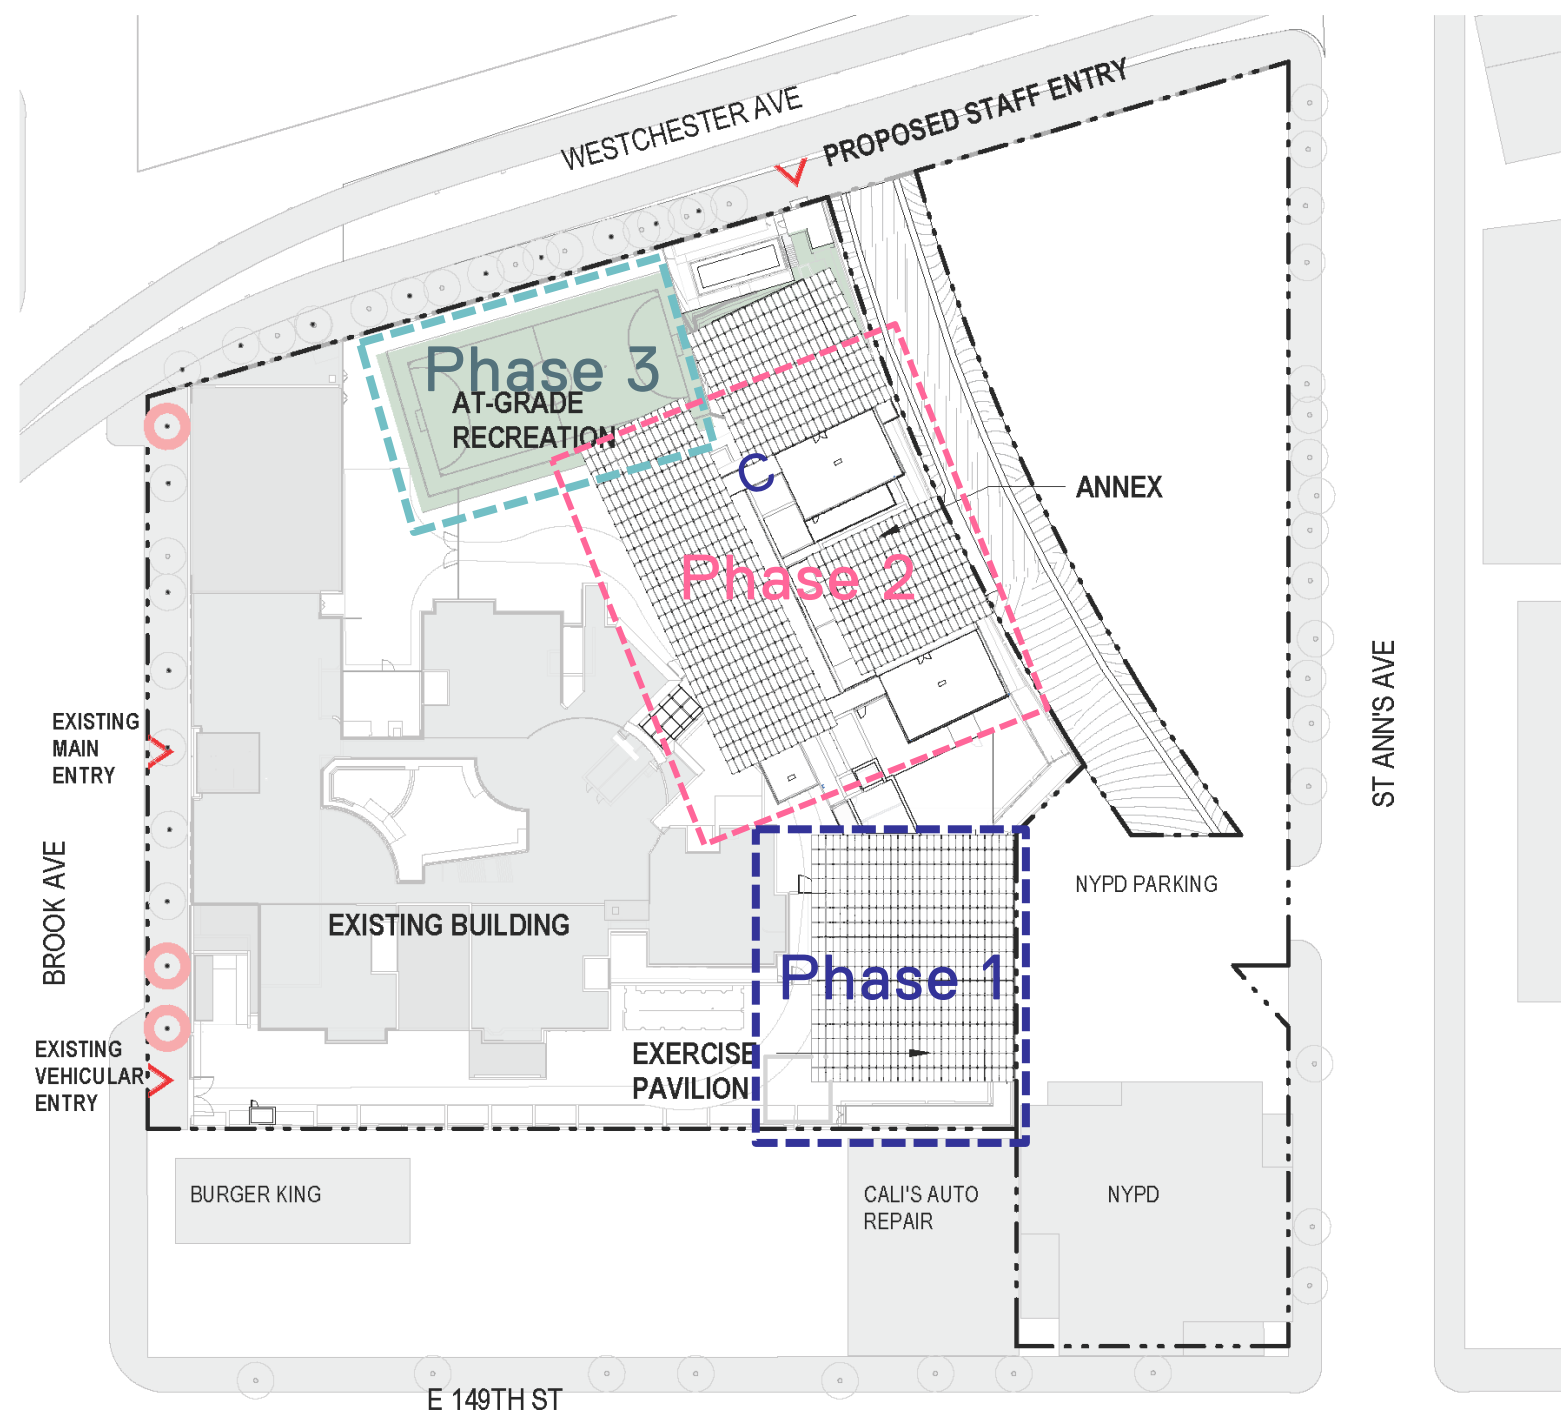 WESTCHESTER AVE
PROPOSED STAFF ENTRY
Phase 3
AT-GRADE
RECREATION
C
ANNEX
Phase 2
EXISTING
MAIN
ENTRY
ST ANN'S AVE
BROOK AVE
NYPD PARKING
EXISTING BUILDING
Phase 1
EXERCISE
PAVILION
EXISTING
VEHICULAR
ENTRY
BURGER KING
CALI'S AUTO
REPAIR
NYPD
E 149TH ST